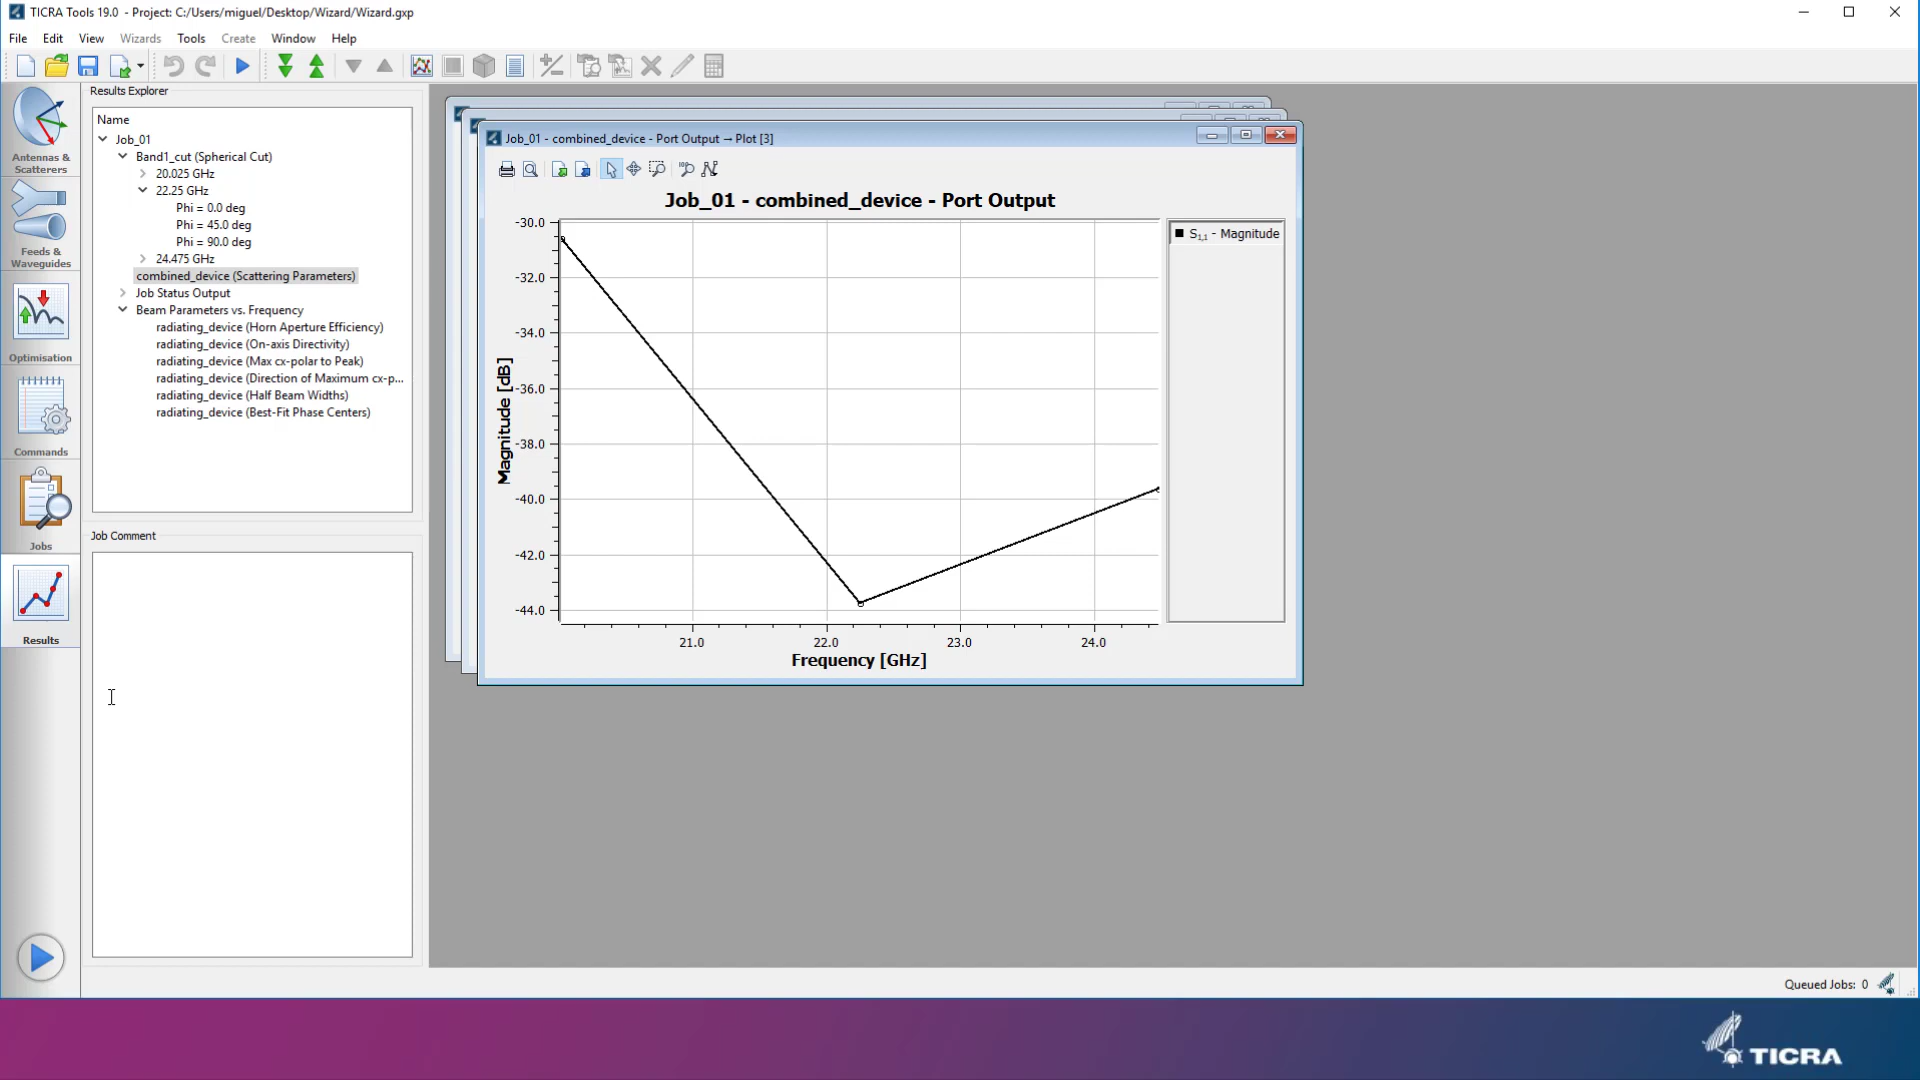 TICRA Tools 19.0 - Project: C:/Users/miguel/Desktop/Wizard/Wizard.gxp
File Edit View Wizards Tools Create Window Help
Antennas &
Scatterers
Feeds &
Waveguides
Optimisation
Commands
Jobs
Results
Results Explorer
Name
Job_01
Band1_cut (Spherical Cut)
20.025 GHz
22.25 GHz
Phi = 0.0 deg
Phi = 45.0 deg
Phi = 90.0 deg
24.475 GHz
combined_device (Scattering Parameters)
Job Status Output
Beam Parameters vs. Frequency
radiating_device (Horn Aperture Efficiency)
radiating_device (On-axis Directivity)
radiating_device (Max cx-polar to Peak)
radiating_device (Direction of Maximum cx-p...
radiating_device (Half Beam Widths)
radiating_device (Best-Fit Phase Centers)
Job Comment
Job_01 - combined_device - Port Output → Plot [3]
Job_01 - combined_device - Port Output
S1,1 - Magnitude
Magnitude [dB]
-30.0
-32.0
-34.0
-36.0
-38.0
-40.0
-42.0
-44.0
21.0 22.0 23.0 24.0
Frequency [GHz]
Queued Jobs: 0
TICRA